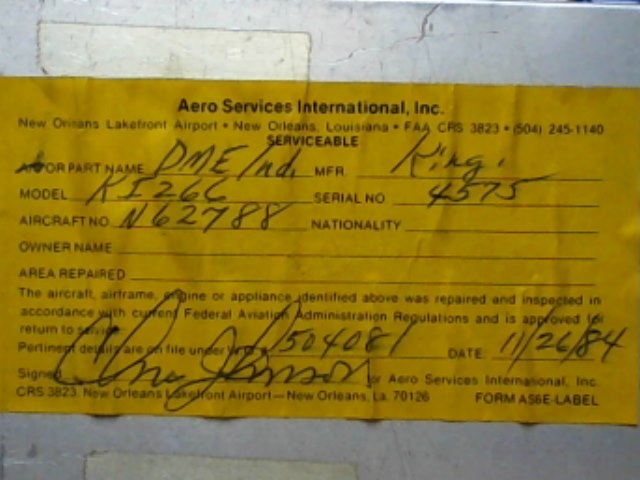 Aero Services International, Inc.
New Orleans Lakefront Airport • New Orleans, Louisiana • FAA CRS 3823 • (504) 245-1140
SERVICEABLE
OR PART NAME DME Ind. MFR. King.
MODEL KI266 SERIAL NO 4575
AIRCRAFT NO. N62788 NATIONALITY
OWNER NAME
AREA REPAIRED
The aircraft, airframe, engine or appliance identified above was repaired and inspected in
accordance with current Federal Aviation Administration Regulations and is approved for
return to service.
Pertinent details are on file under 504081 DATE 11/26/84
Signed Johnson for Aero Services International, Inc.
CRS 3823, New Orleans Lakefront Airport—New Orleans, La. 70126 FORM AS6E-LABEL